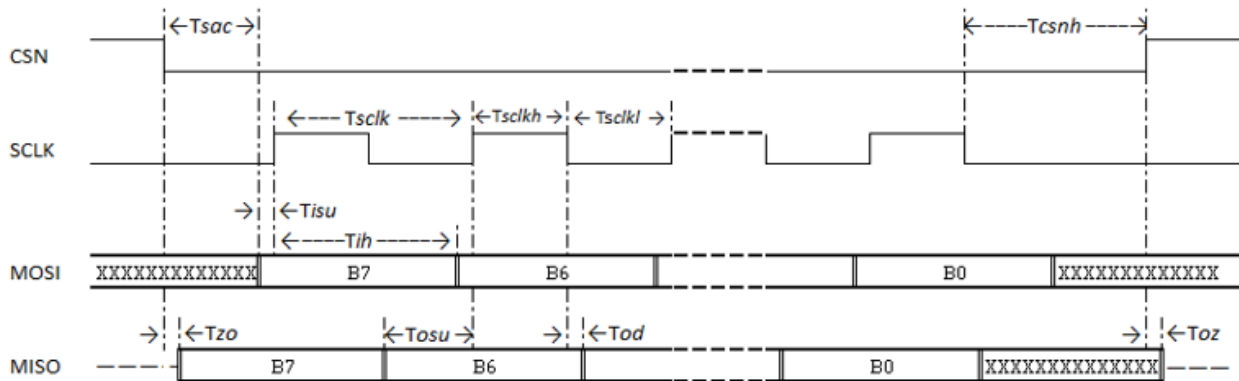 ←Tsac→
←----Tcsnh----→
CSN
←----Tsclk----→ ←Tsclkh→ ←Tsclkl→
SCLK
→ ←Tisu
←----Tih----→
MOSI XXXXXXXXXXXXX B7 B6 B0 XXXXXXXXXXXXX
→ ←Tzo ←Tosu→ → ←Tod → ←Toz
MISO B7 B6 B0 XXXXXXXXXXXXXX